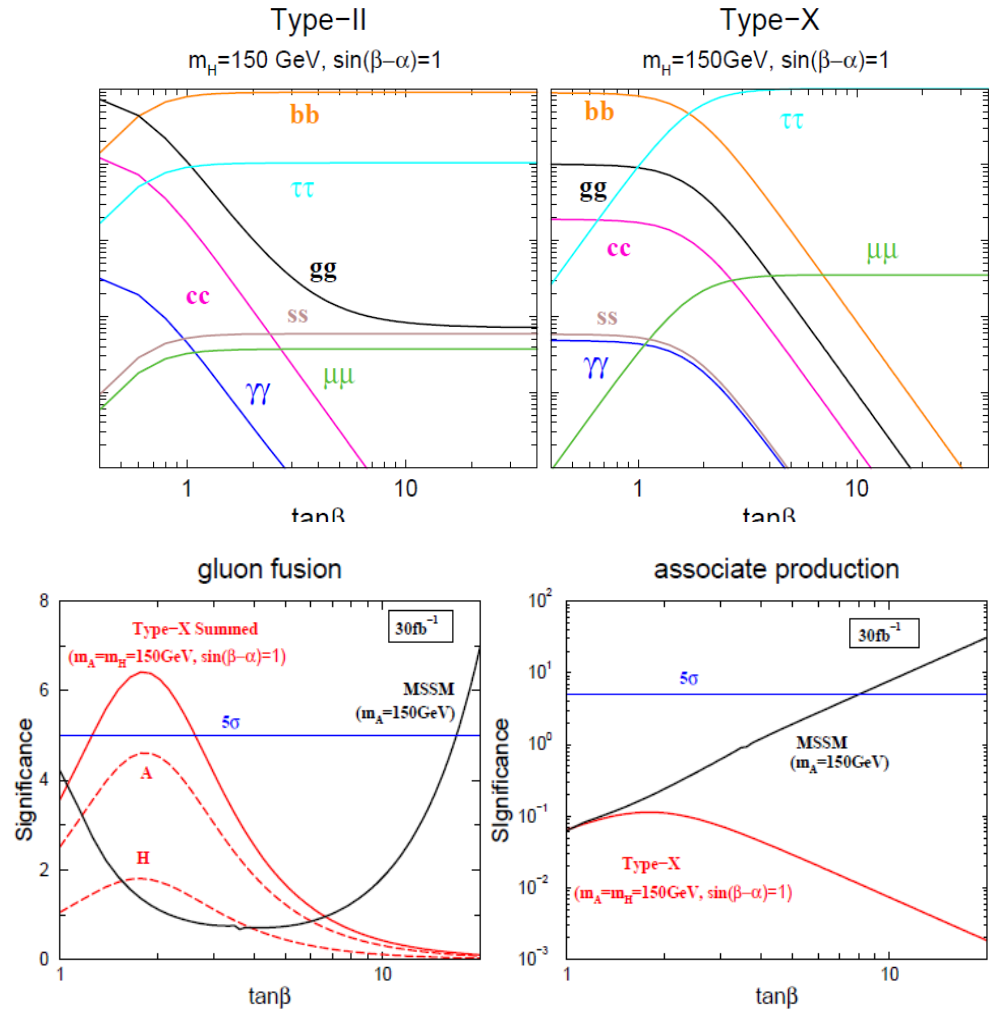 Type−II
m_H=150 GeV, sin(β−α)=1
bb
ττ
gg
cc
ss
μμ
γγ
1
10
tanβ
Type−X
m_H=150GeV, sin(β−α)=1
bb
ττ
gg
cc
μμ
ss
γγ
1
10
tanβ
gluon fusion
8
6
4
2
0
Significance
Type−X Summed
(m_A=m_H=150GeV, sin(β−α)=1)
30fb⁻¹
MSSM
(m_A=150GeV)
5σ
A
H
1
10
tanβ
associate production
10²
10¹
10⁰
10⁻¹
10⁻²
10⁻³
SIgnificance
30fb⁻¹
5σ
MSSM
(m_A=150GeV)
Type−X
(m_A=m_H=150GeV, sin(β−α)=1)
1
10
tanβ